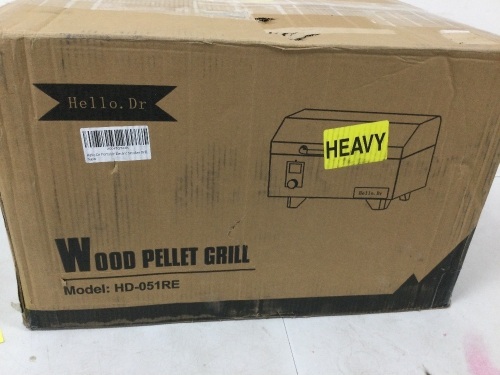 Hello.Dr
HEAVY
Hello.Dr
WOOD PELLET GRILL
Model: HD-051RE